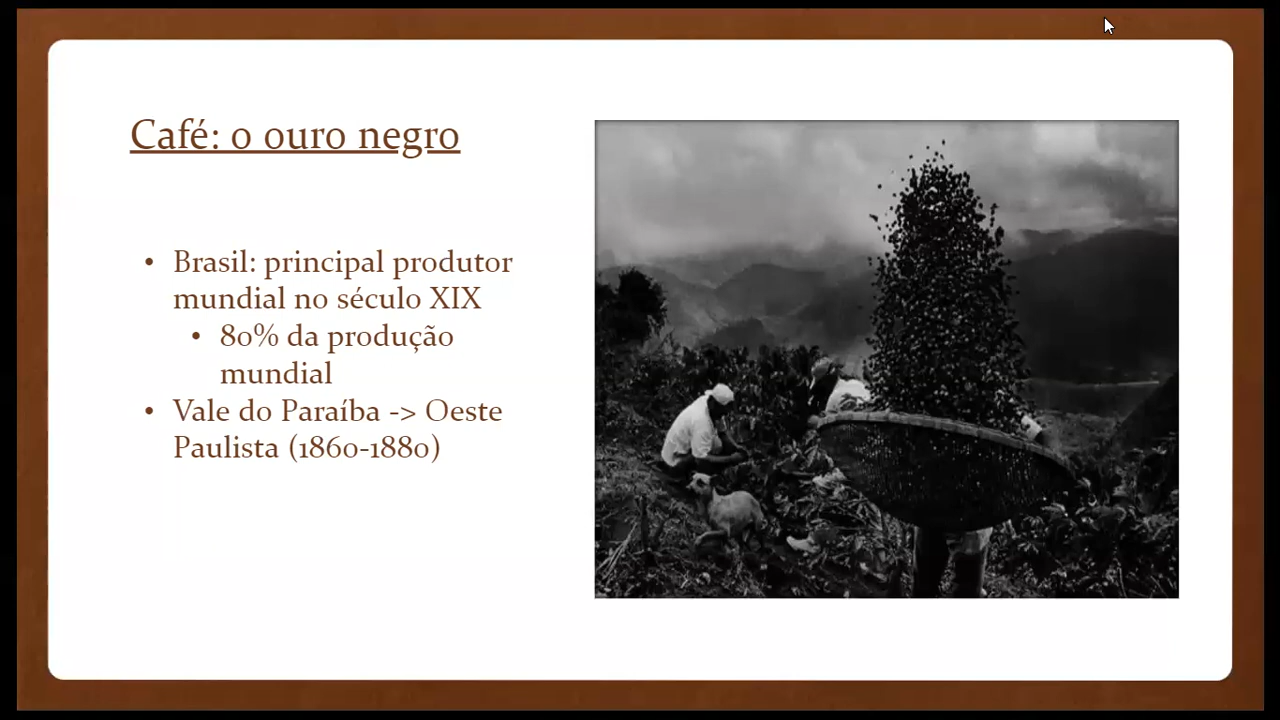 Café: o ouro negro
• Brasil: principal produtor
mundial no século XIX
• 80% da produção
mundial
• Vale do Paraíba -> Oeste
Paulista (1860-1880)